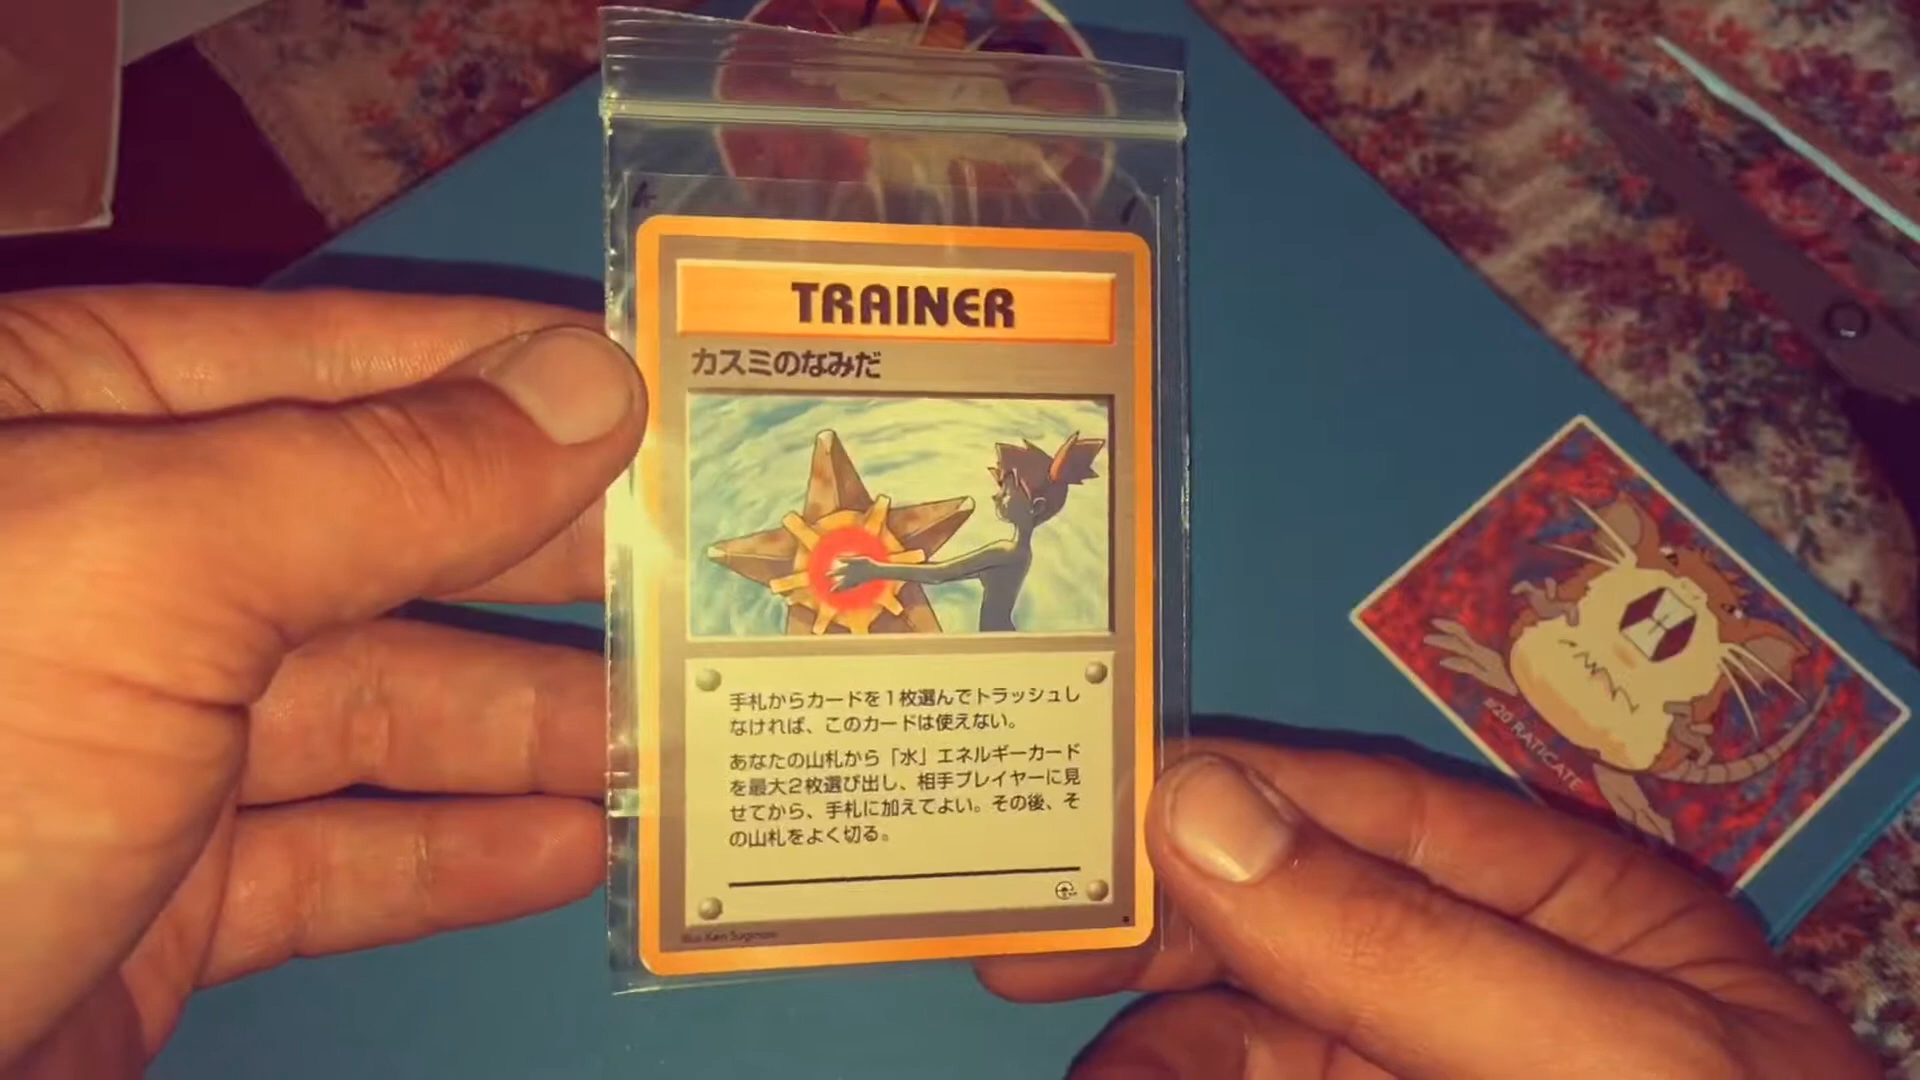 TRAINER
カスミのなみだ
手札からカードを1枚選んでトラッシュし
なければ、このカードは使えない。
あなたの山札から「水」エネルギーカード
を最大2枚選び出し、相手プレイヤーに見
せてから、手札に加えてよい。その後、そ
の山札をよく切る。
Illus. Ken Sugimori
#20 RATICATE